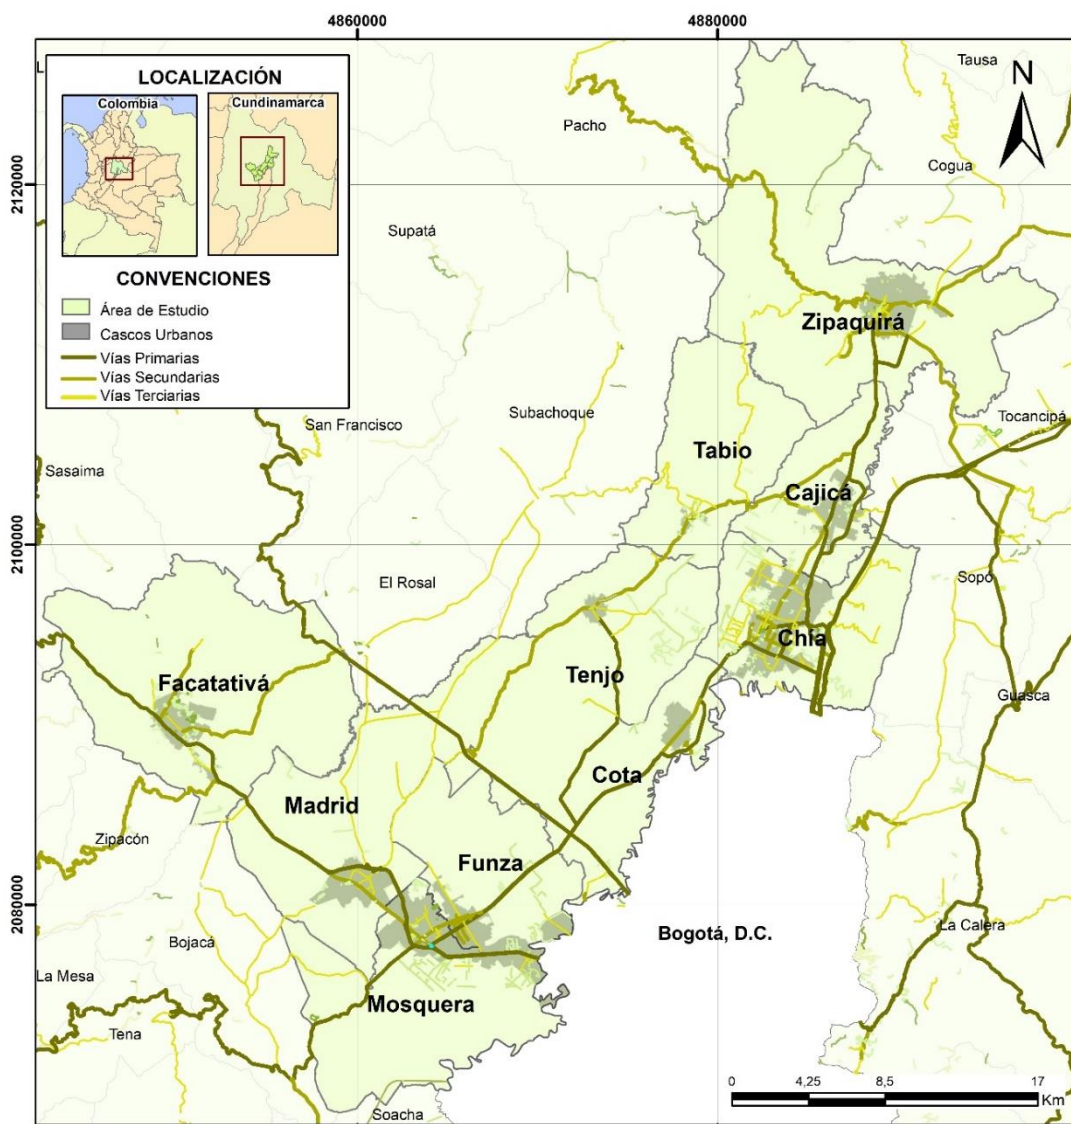 4860000
4880000
LOCALIZACIÓN
Colombia
Cundinamarca
CONVENCIONES
Área de Estudio
Cascos Urbanos
Vías Primarias
Vías Secundarias
Vías Terciarias
N
Tausa
Pacho
Cogua
2120000
Supatá
Zipaquirá
Tocancipá
San Francisco
Subachoque
Sasaima
Tabio
Cajicá
2100000
El Rosal
Sopó
Chía
Facatativá
Tenjo
Guasca
Cota
Madrid
Zipacón
Funza
2080000
La Calera
Bojacá
Bogotá, D.C.
La Mesa
Mosquera
Tena
0 4,25 8,5 17
Km
Soacha